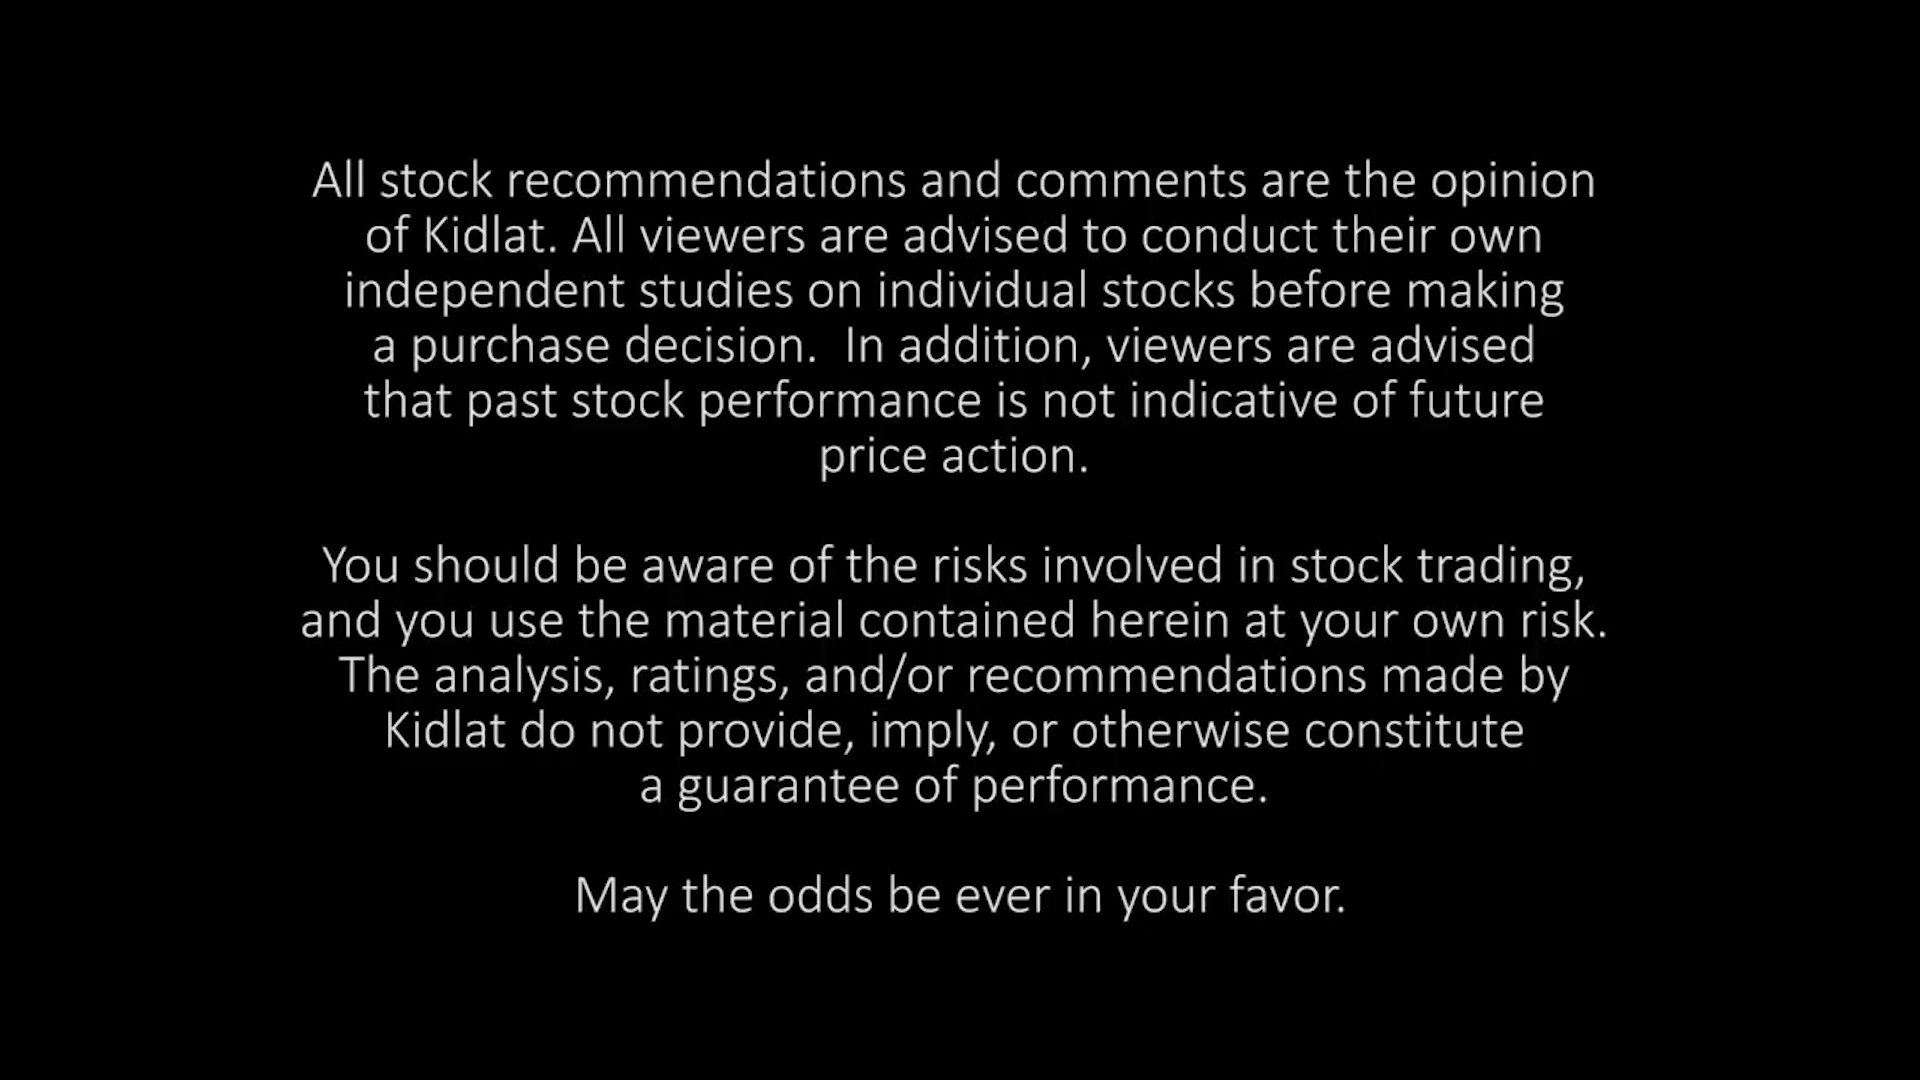 All stock recommendations and comments are the opinion
of Kidlat. All viewers are advised to conduct their own
independent studies on individual stocks before making
a purchase decision.  In addition, viewers are advised
that past stock performance is not indicative of future
price action.
You should be aware of the risks involved in stock trading,
and you use the material contained herein at your own risk.
The analysis, ratings, and/or recommendations made by
Kidlat do not provide, imply, or otherwise constitute
a guarantee of performance.
May the odds be ever in your favor.